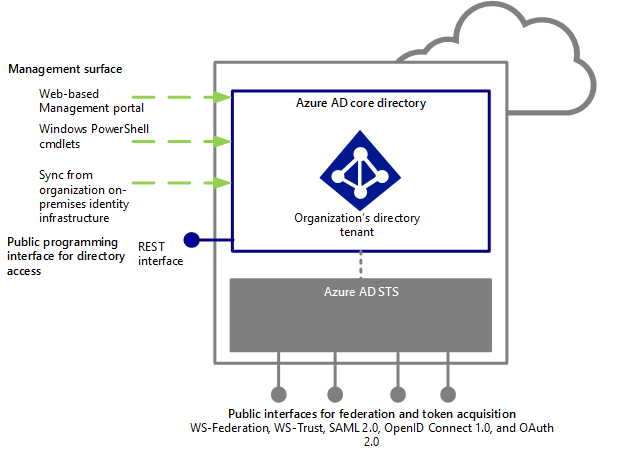 Management surface
Web-based
Management portal
Windows PowerShell
cmdlets
Sync from
organization on-
premises identity
infrastructure
Public programming
interface for directory
access
REST
interface
Azure AD core directory
Organization's directory
tenant
Azure AD STS
Public interfaces for federation and token acquisition
WS-Federation, WS-Trust, SAML 2.0, OpenID Connect 1.0, and OAuth
2.0